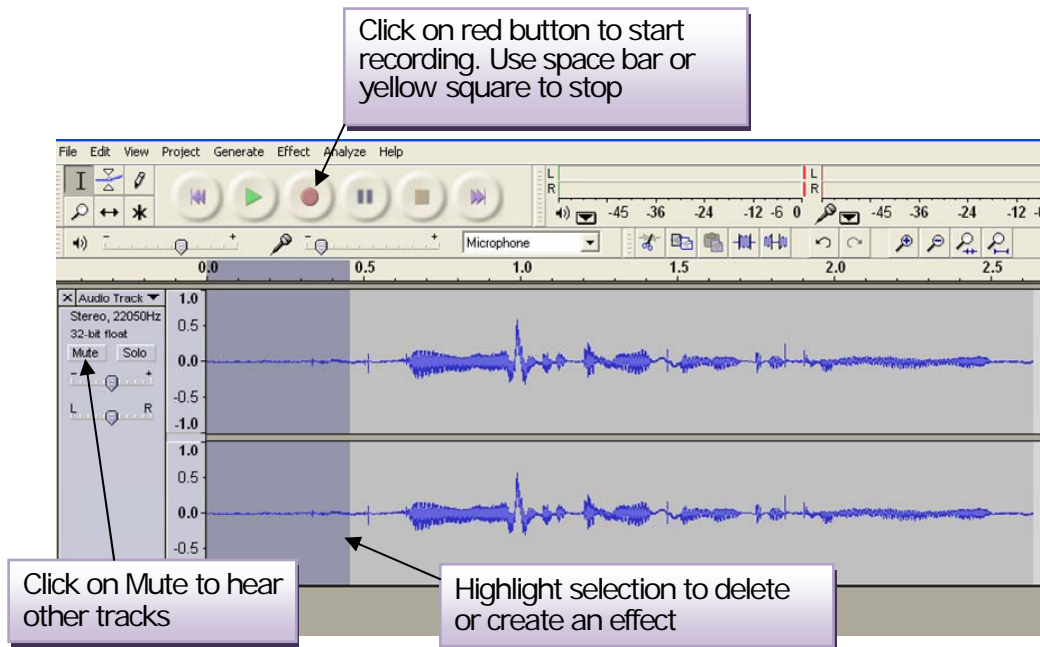 Click on red button to start
recording. Use space bar or
yellow square to stop
File Edit View Project Generate Effect Analyze Help
L
R
-45 -36 -24 -12 -6 0
L
R
-45 -36 -24 -12
Microphone
0.0 0.5 1.0 1.5 2.0 2.5
X Audio Track
Stereo, 22050Hz
32-bit float
Mute Solo
- +
L R
1.0
0.5
0.0
-0.5
-1.0
1.0
0.5
0.0
-0.5
Click on Mute to hear
other tracks
Highlight selection to delete
or create an effect